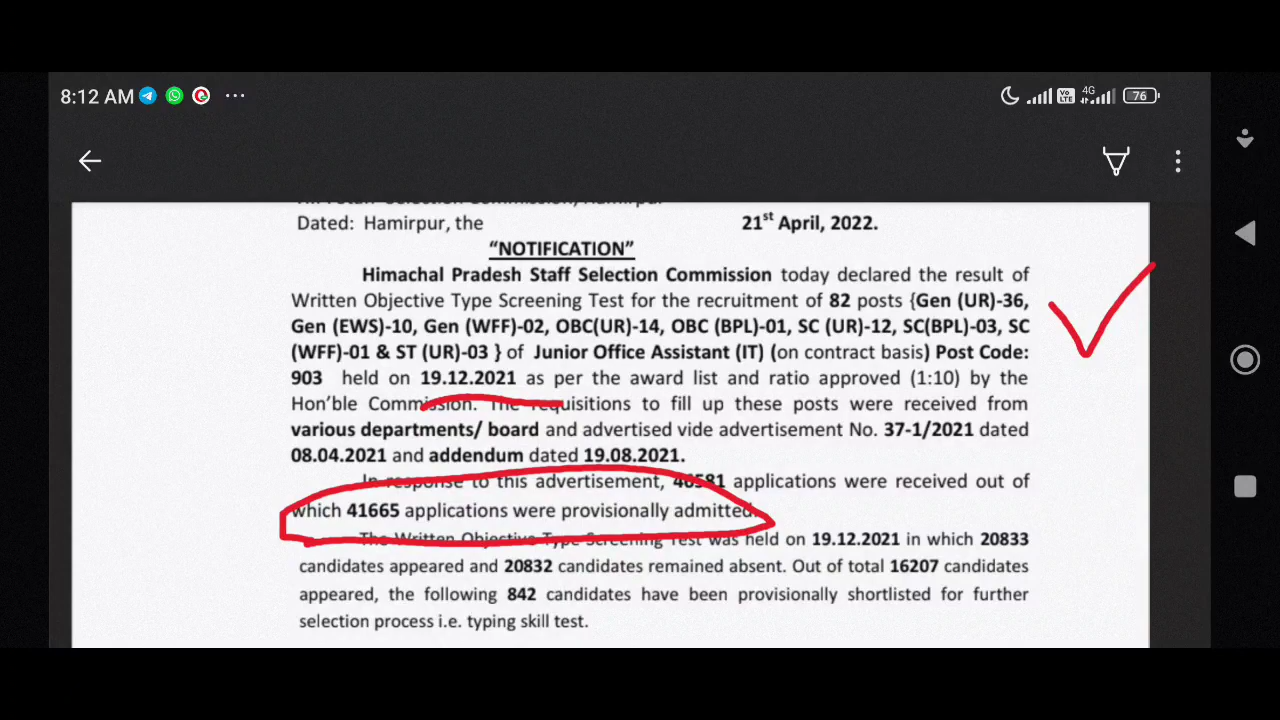 8:12 AM
VoLTE 4G 76
Dated: Hamirpur, the 21st April, 2022.
“NOTIFICATION”
Himachal Pradesh Staff Selection Commission today declared the result of
Written Objective Type Screening Test for the recruitment of 82 posts {Gen (UR)-36,
Gen (EWS)-10, Gen (WFF)-02, OBC(UR)-14, OBC (BPL)-01, SC (UR)-12, SC(BPL)-03, SC
(WFF)-01 & ST (UR)-03 } of Junior Office Assistant (IT) (on contract basis) Post Code:
903 held on 19.12.2021 as per the award list and ratio approved (1:10) by the
Hon’ble Commission. The requisitions to fill up these posts were received from
various departments/ board and advertised vide advertisement No. 37-1/2021 dated
08.04.2021 and addendum dated 19.08.2021.
In response to this advertisement, 46581 applications were received out of
which 41665 applications were provisionally admitted.
The Written Objective Type Screening Test was held on 19.12.2021 in which 20833
candidates appeared and 20832 candidates remained absent. Out of total 16207 candidates
appeared, the following 842 candidates have been provisionally shortlisted for further
selection process i.e. typing skill test.